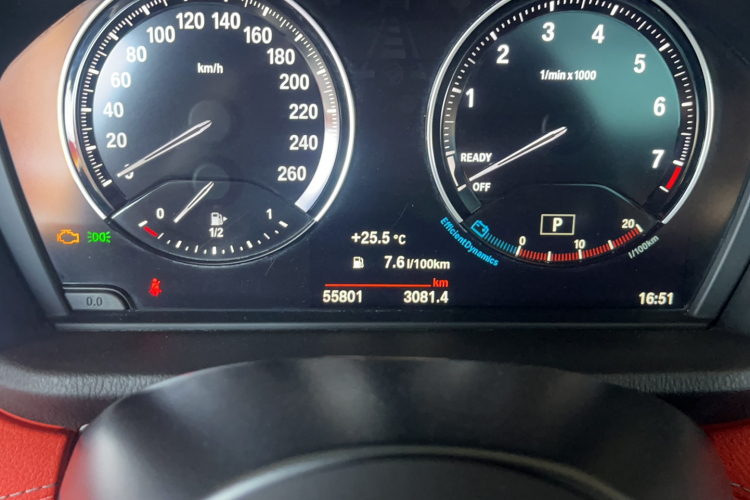 0 20 40 60 80 100 120 140 160 180 200 220 240 260
km/h
0 1/2 1
1 2 3 4 5 6 7
1/min x 1000
READY
OFF
P
0 10 20
l/100km
EfficientDynamics
+25.5 °C
7.6 l/100km
km
55801 3081.4
0.0
16:51